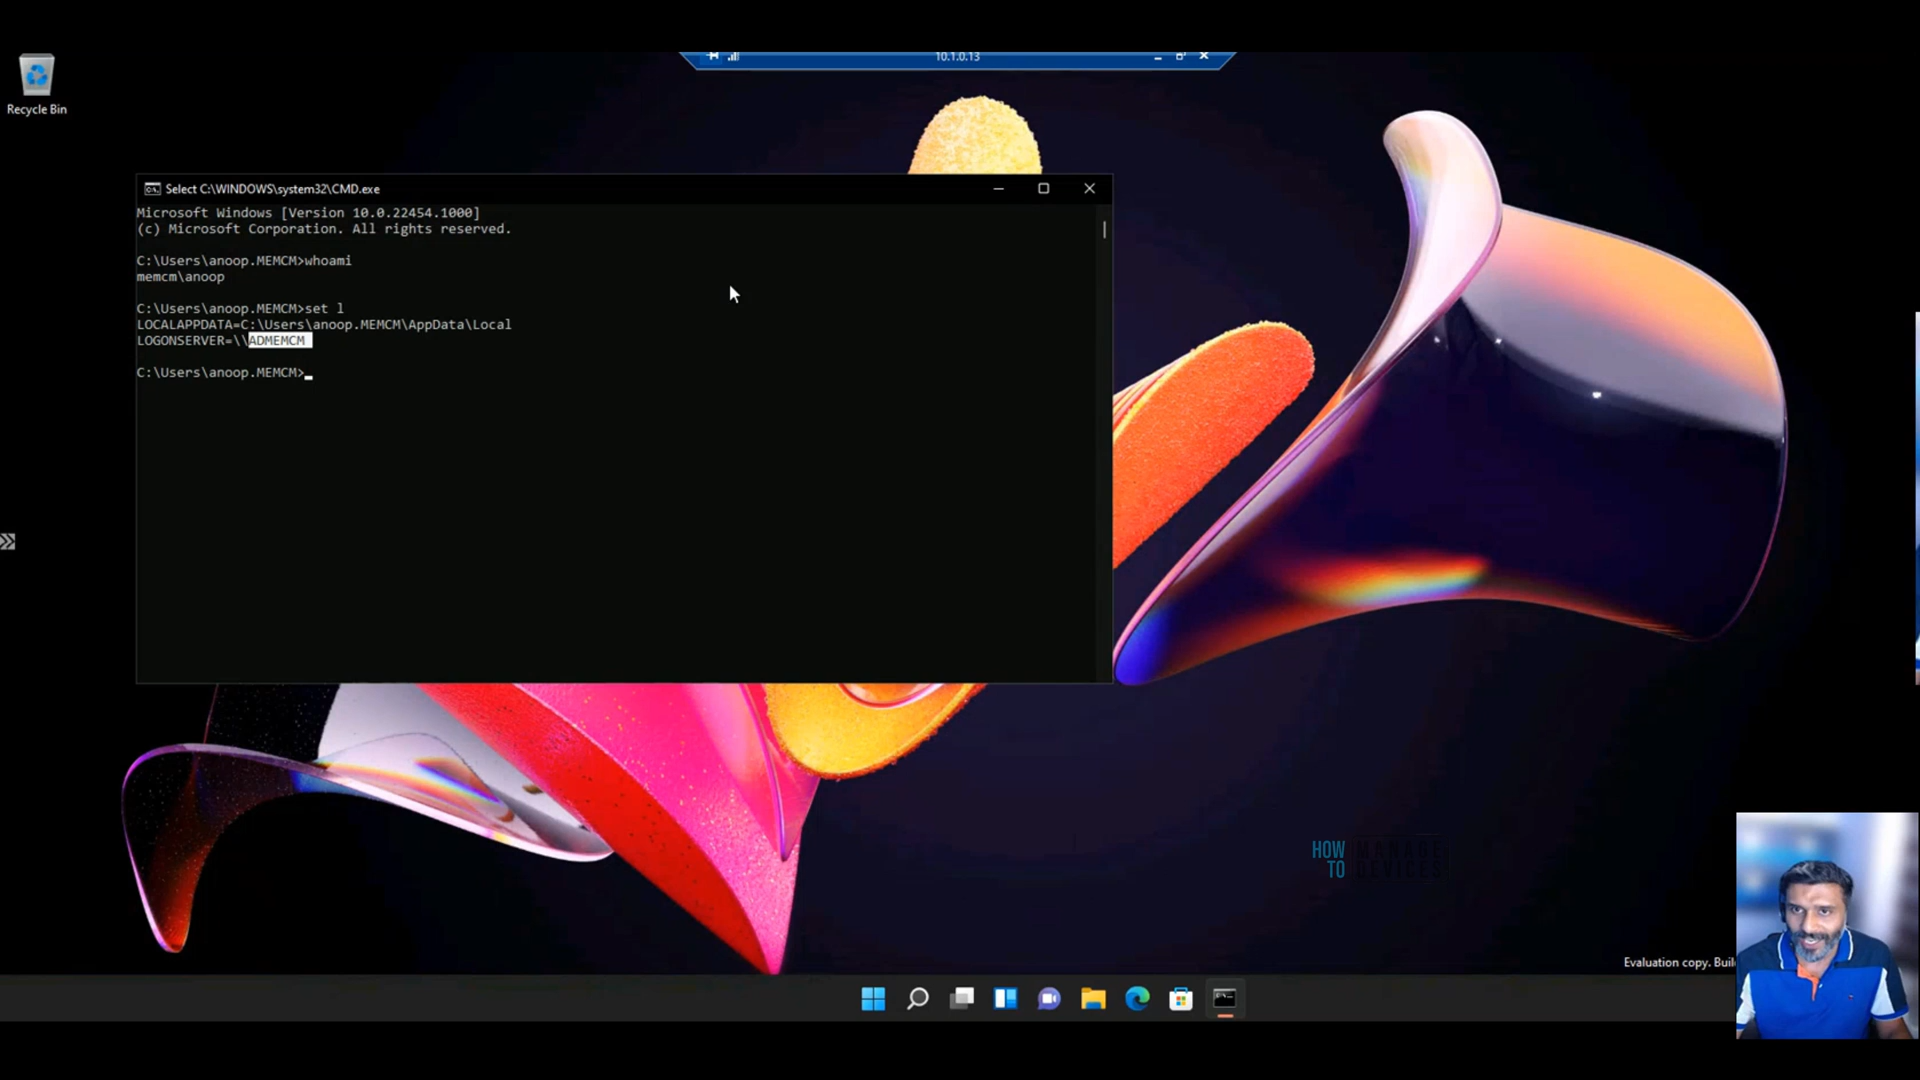 10.1.0.13
Recycle Bin
Select C:\WINDOWS\system32\CMD.exe
Microsoft Windows [Version 10.0.22454.1000]
(c) Microsoft Corporation. All rights reserved.
C:\Users\anoop.MEMCM>whoami
memcm\anoop
C:\Users\anoop.MEMCM>set l
LOCALAPPDATA=C:\Users\anoop.MEMCM\AppData\Local
LOGONSERVER=\\ADMEMCM
C:\Users\anoop.MEMCM>
HOW MANAGE
TO DEVICES
Evaluation copy. Buil